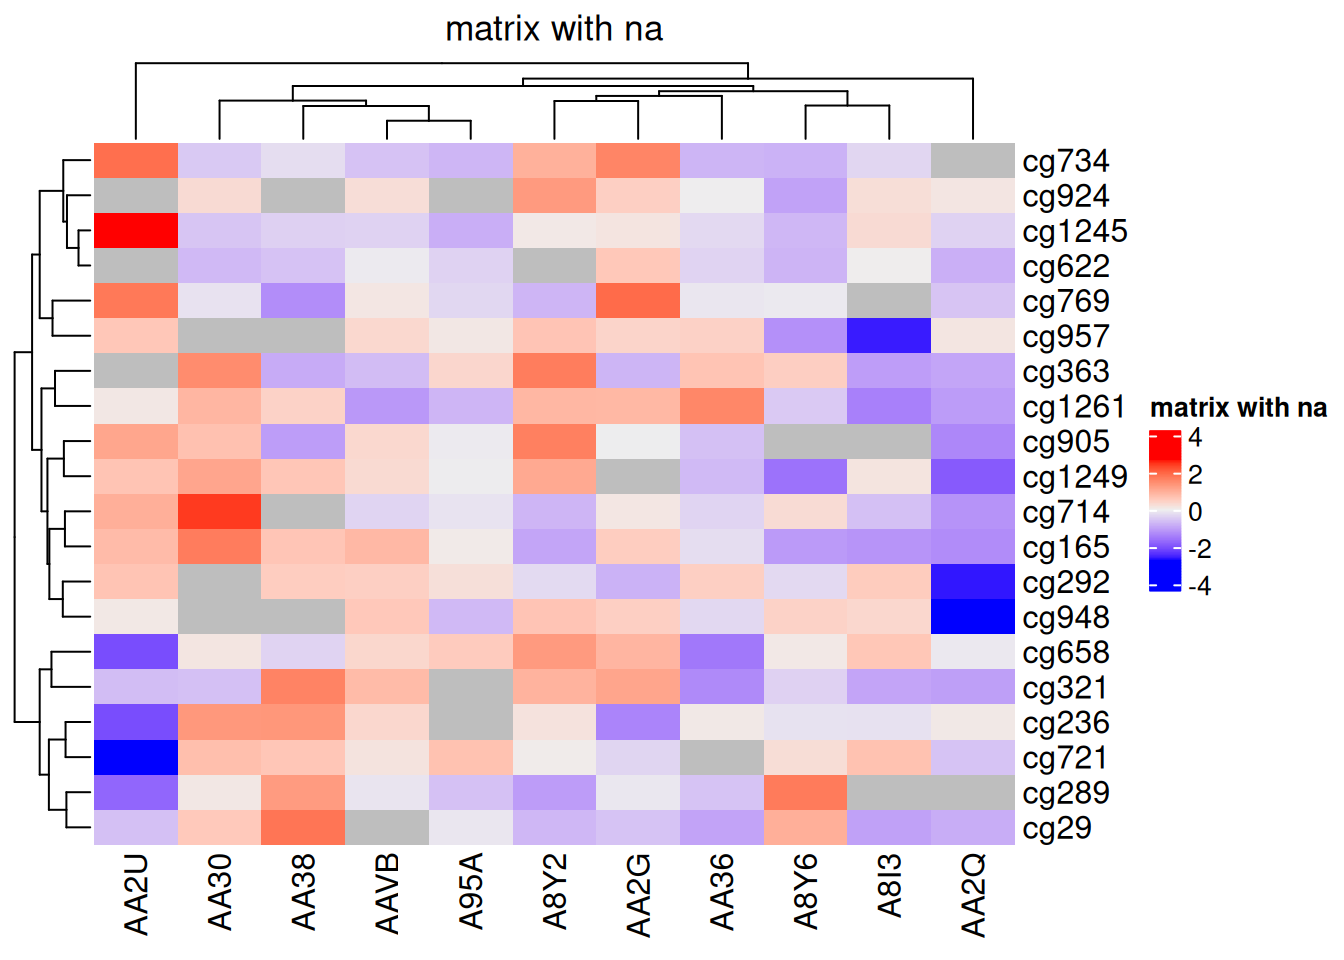 matrix with na
cg734
cg924
cg1245
cg622
cg769
cg957
cg363
cg1261
cg905
cg1249
cg714
cg165
cg292
cg948
cg658
cg321
cg236
cg721
cg289
cg29
matrix with na
4
2
0
-2
-4
AA2U
AA30
AA38
AAVB
A95A
A8Y2
AA2G
AA36
A8Y6
A8I3
AA2Q